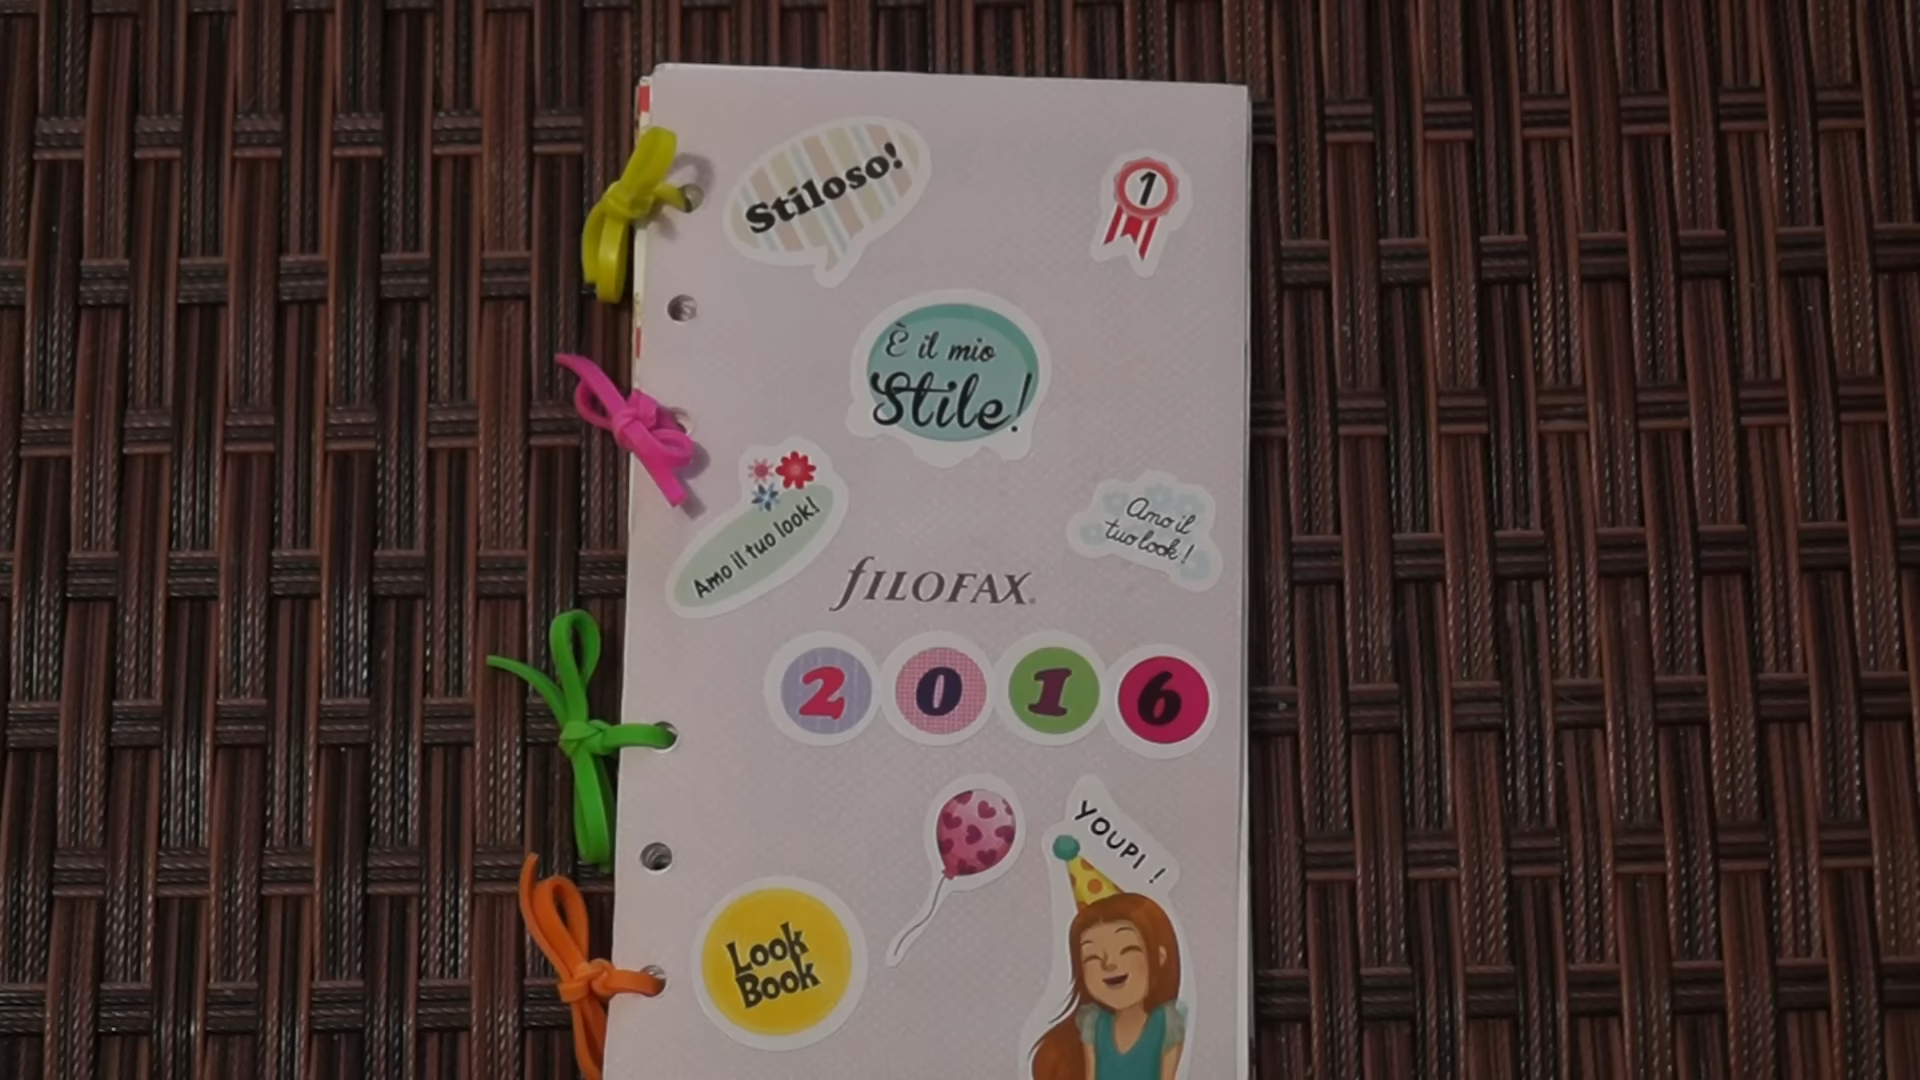 Stiloso!
1
È il mio
Stile!
Amo il tuo look!
Amo il
tuo look!
fILOFAX®
2016
YOUPI !
Look
Book